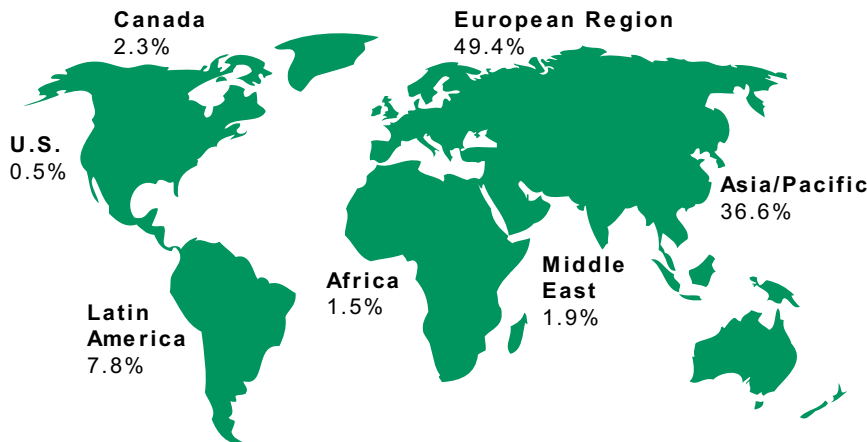 Canada
2.3%
European Region
49.4%
U.S.
0.5%
Asia/Pacific
36.6%
Africa
1.5%
Middle
East
1.9%
Latin
America
7.8%